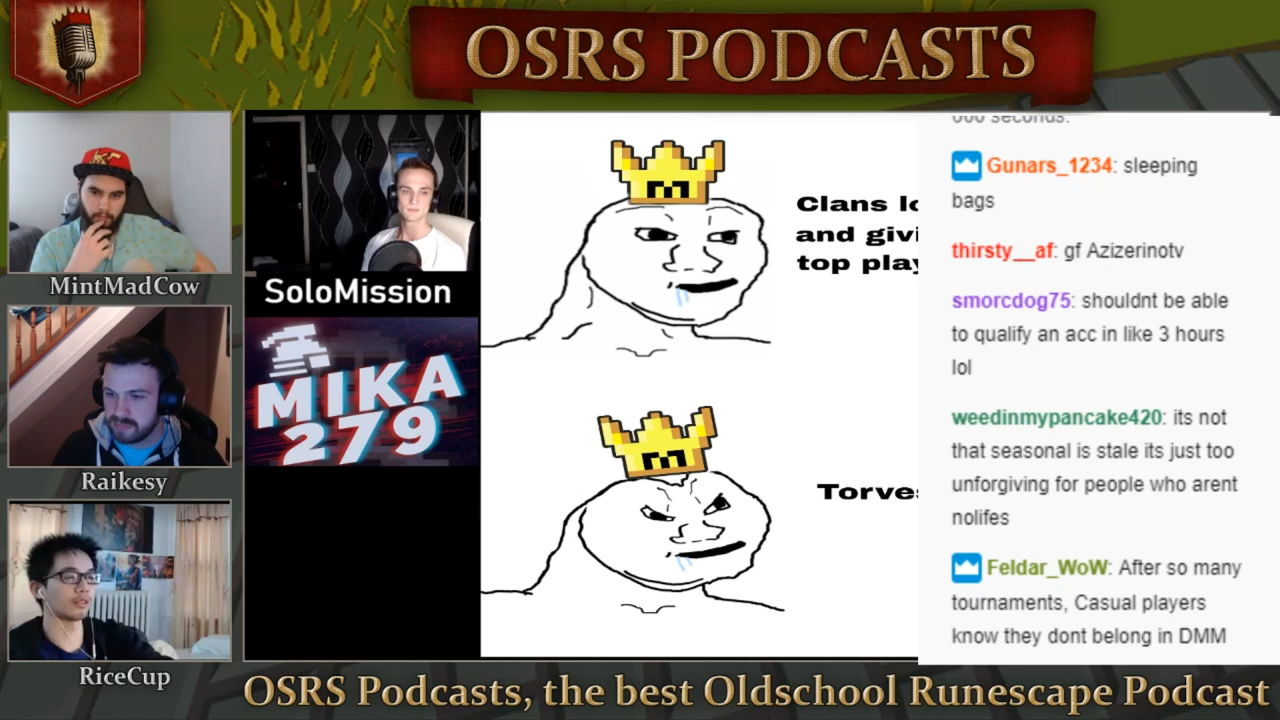 OSRS PODCASTS
MintMadCow
Raikesy
RiceCup
SoloMission
MIKA
279
m
Clans
and
top
m
000 seconds.
Gunars_1234: sleeping
bags
thirsty__af: gf Azizerinotv
smorcdog75: shouldnt be able
to qualify an acc in like 3 hours
lol
weedinmypancake420: its not
that seasonal is stale its just too
unforgiving for people who arent
nolifes
Feldar_WoW: After so many
tournaments, Casual players
know they dont belong in DMM
OSRS Podcasts, the best Oldschool Runescape Podcast